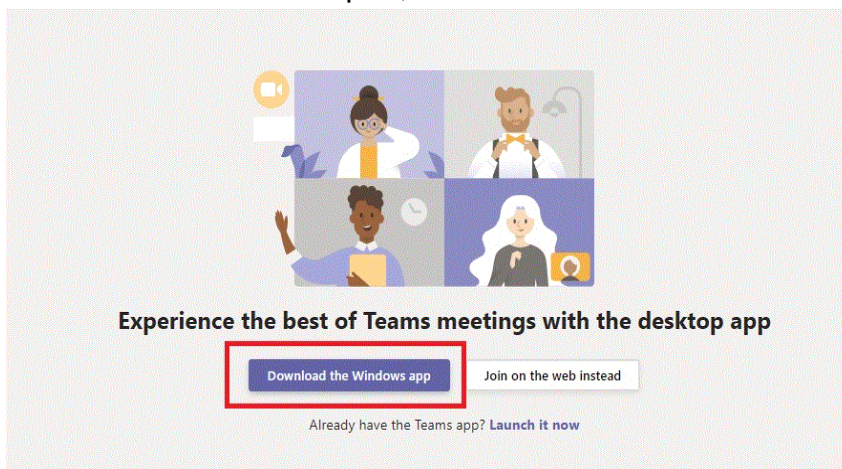 Experience the best of Teams meetings with the desktop app
Download the Windows app
Join on the web instead
Already have the Teams app? Launch it now